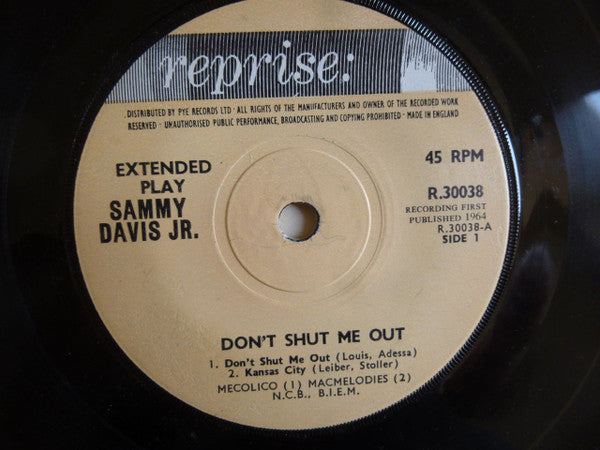 reprise:
DISTRIBUTED BY PYE RECORDS LTD · ALL RIGHTS OF THE MANUFACTURERS AND OWNER OF THE RECORDED WORK
RESERVED · UNAUTHORISED PUBLIC PERFORMANCE, BROADCASTING AND COPYING PROHIBITED · MADE IN ENGLAND
EXTENDED
PLAY
SAMMY
DAVIS JR.
45 RPM
R.30038
RECORDING FIRST
PUBLISHED 1964
R.30038-A
SIDE 1
DON'T SHUT ME OUT
1. Don't Shut Me Out (Louis, Adessa)
2. Kansas City (Leiber, Stoller)
MECOLICO (1) MACMELODIES (2)
N.C.B., B.I.E.M.